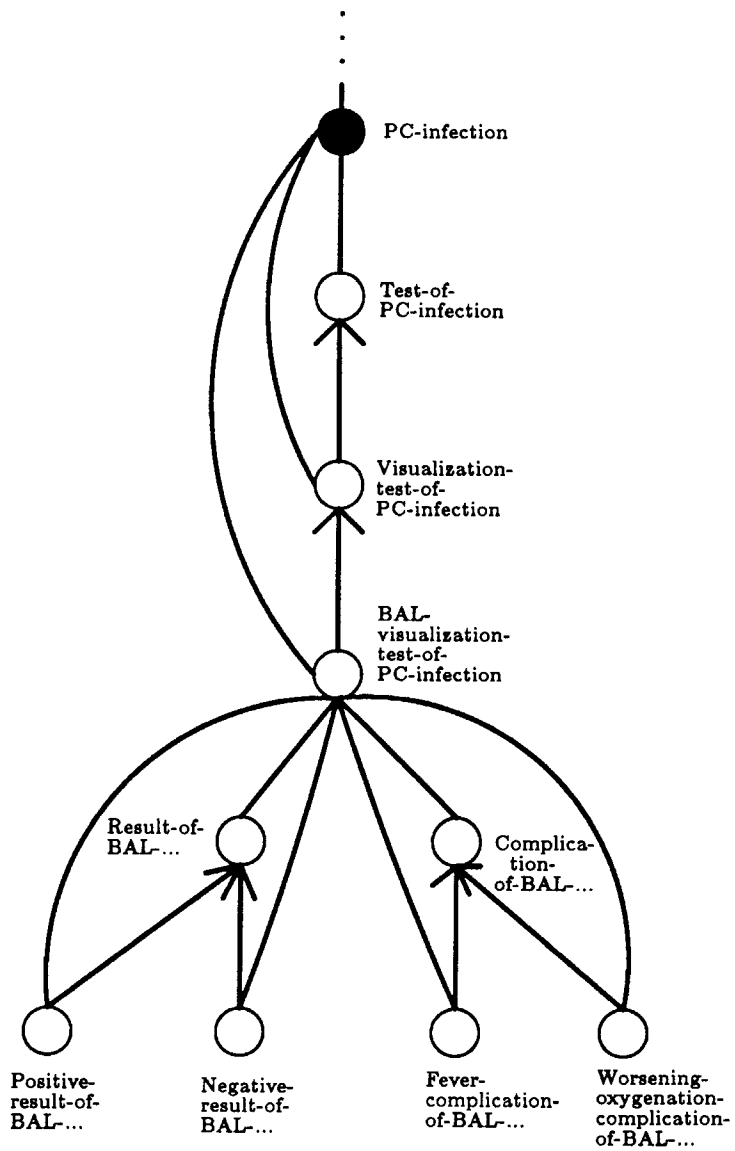 PC-infection
Test-of-
PC-infection
Visualization-
test-of-
PC-infection
BAL-
visualization-
test-of-
PC-infection
Result-of-
BAL-...
Complica-
tion-
of-BAL-...
Positive-
result-of-
BAL-...
Negative-
result-of-
BAL-...
Fever-
complication-
of-BAL-...
Worsening-
oxygenation-
complication-
of-BAL-...